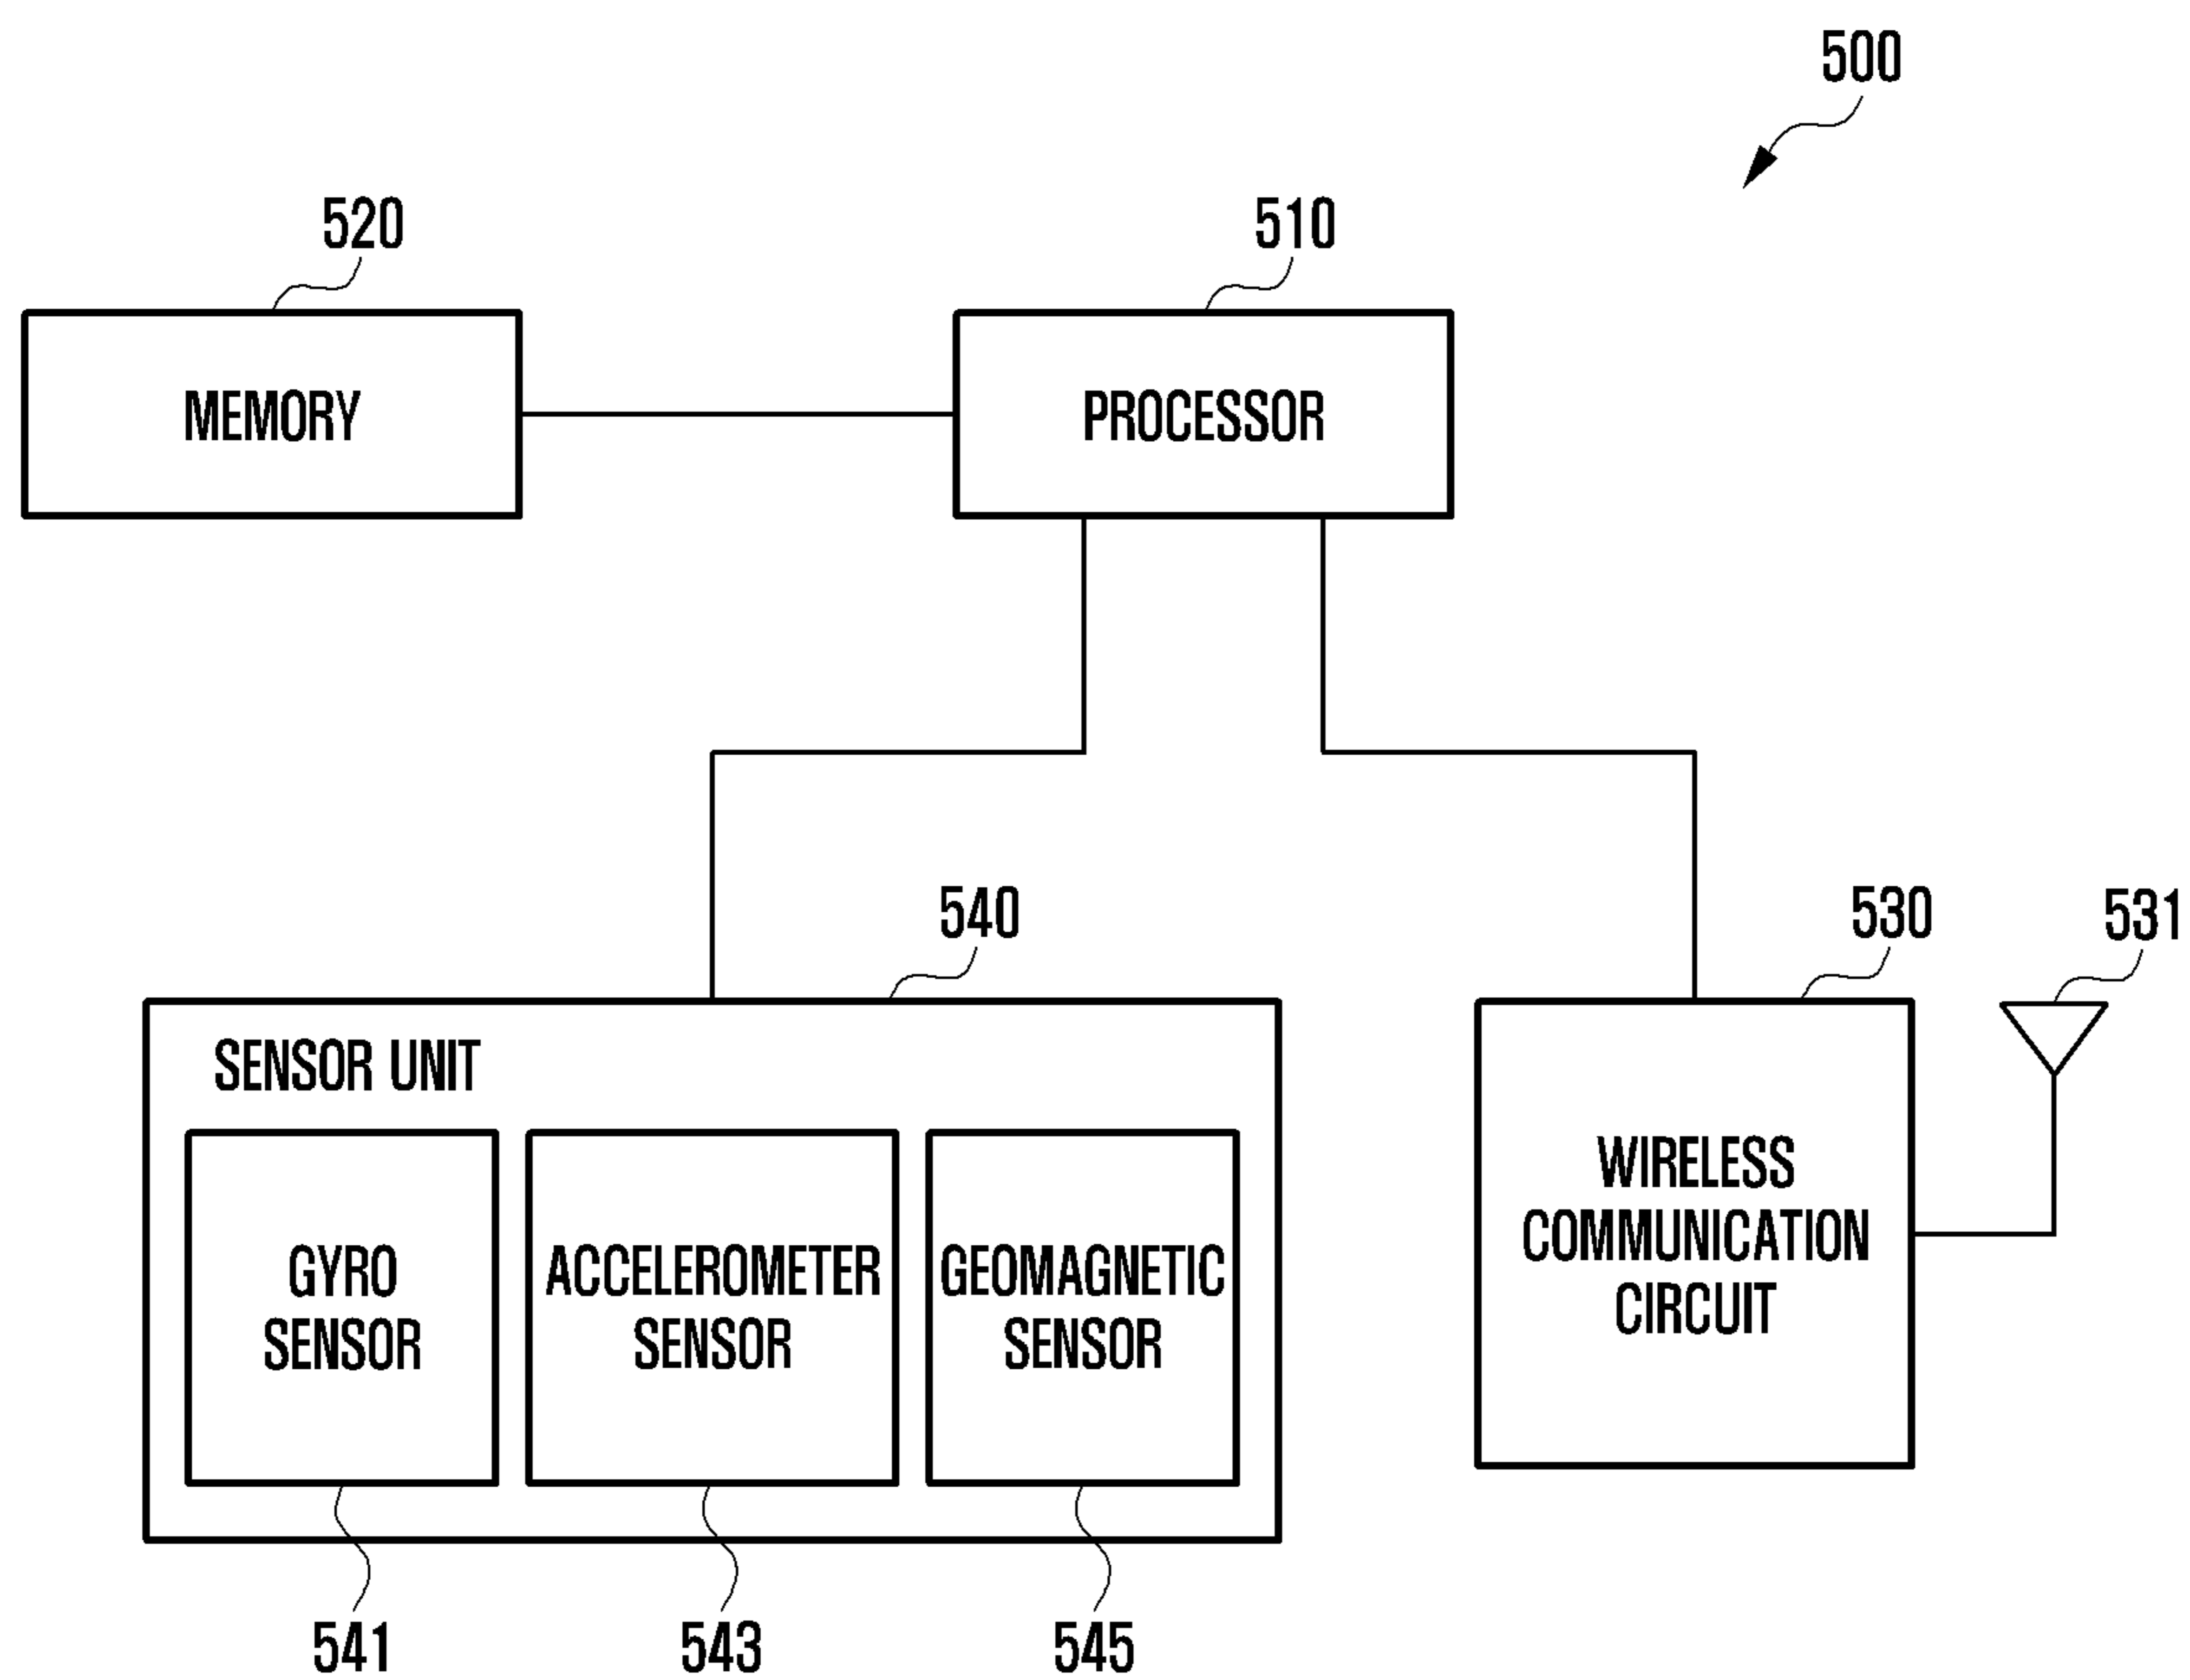 500
520
510
MEMORY
PROCESSOR
540
530
531
SENSOR UNIT
GYRO
SENSOR
ACCELEROMETER
SENSOR
GEOMAGNETIC
SENSOR
WIRELESS
COMMUNICATION
CIRCUIT
541
543
545